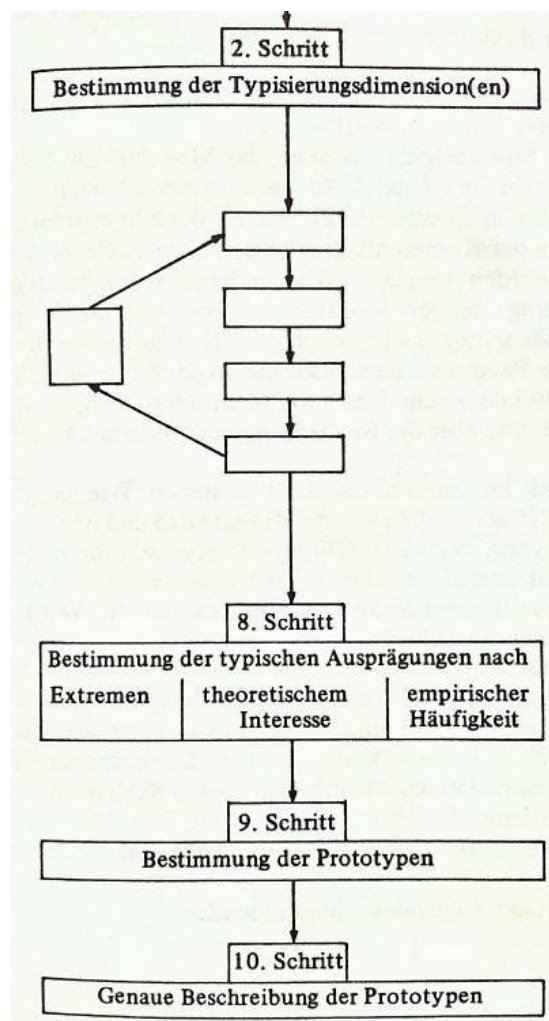 2. Schritt
Bestimmung der Typisierungsdimension(en)
8. Schritt
Bestimmung der typischen Ausprägungen nach
Extremen
theoretischem
Interesse
empirischer
Häufigkeit
9. Schritt
Bestimmung der Prototypen
10. Schritt
Genaue Beschreibung der Prototypen